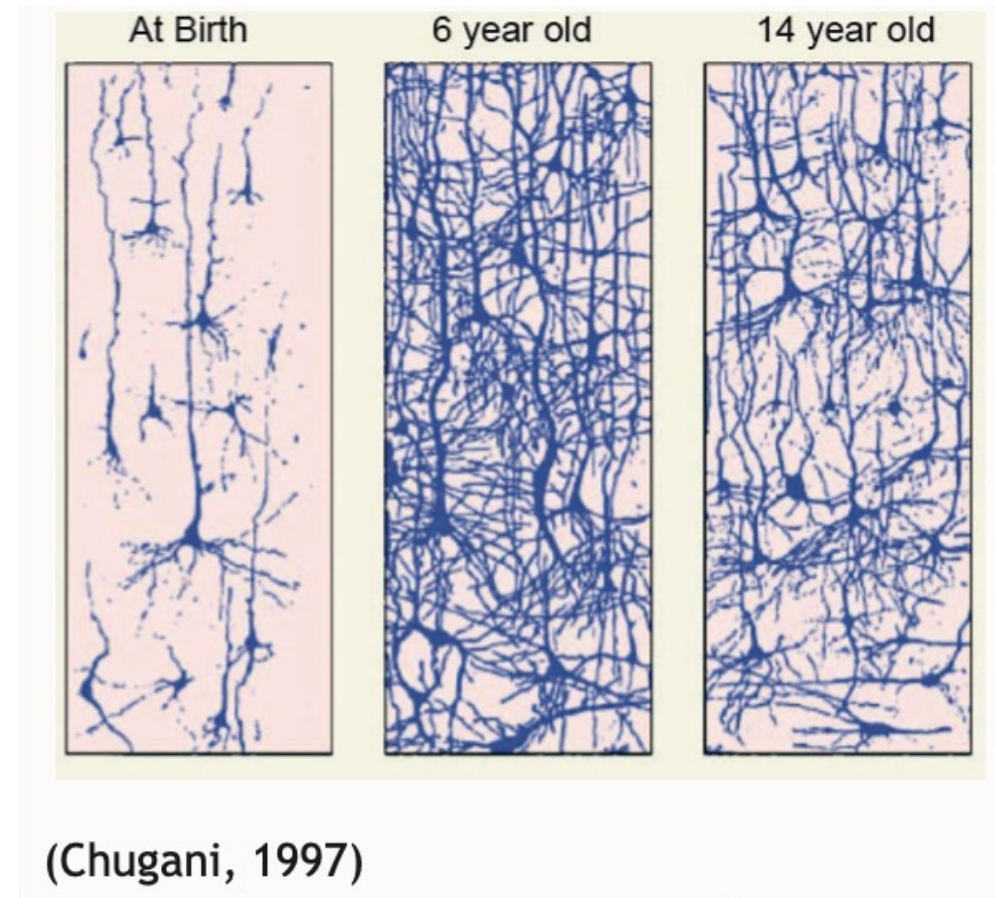 At Birth
6 year old
14 year old
(Chugani, 1997)